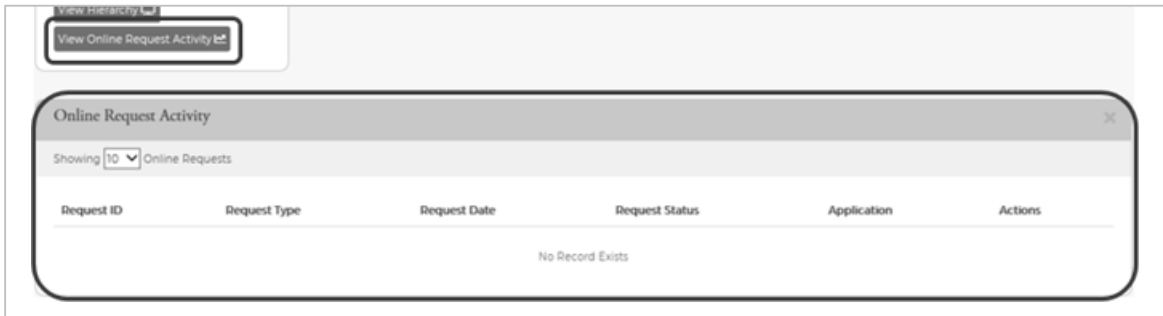 View Hierarchy
View Online Request Activity
Online Request Activity
Showing 10 Online Requests
Request ID Request Type Request Date Request Status Application Actions
No Record Exists